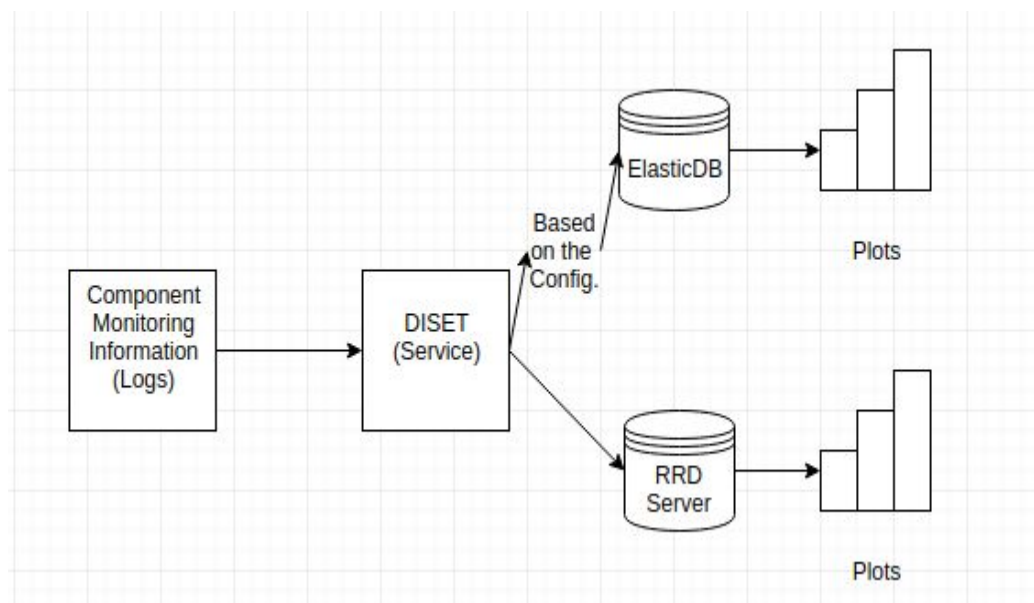 Component
Monitoring
Information
(Logs)
DISET
(Service)
Based
on the
Config.
ElasticDB
Plots
RRD
Server
Plots